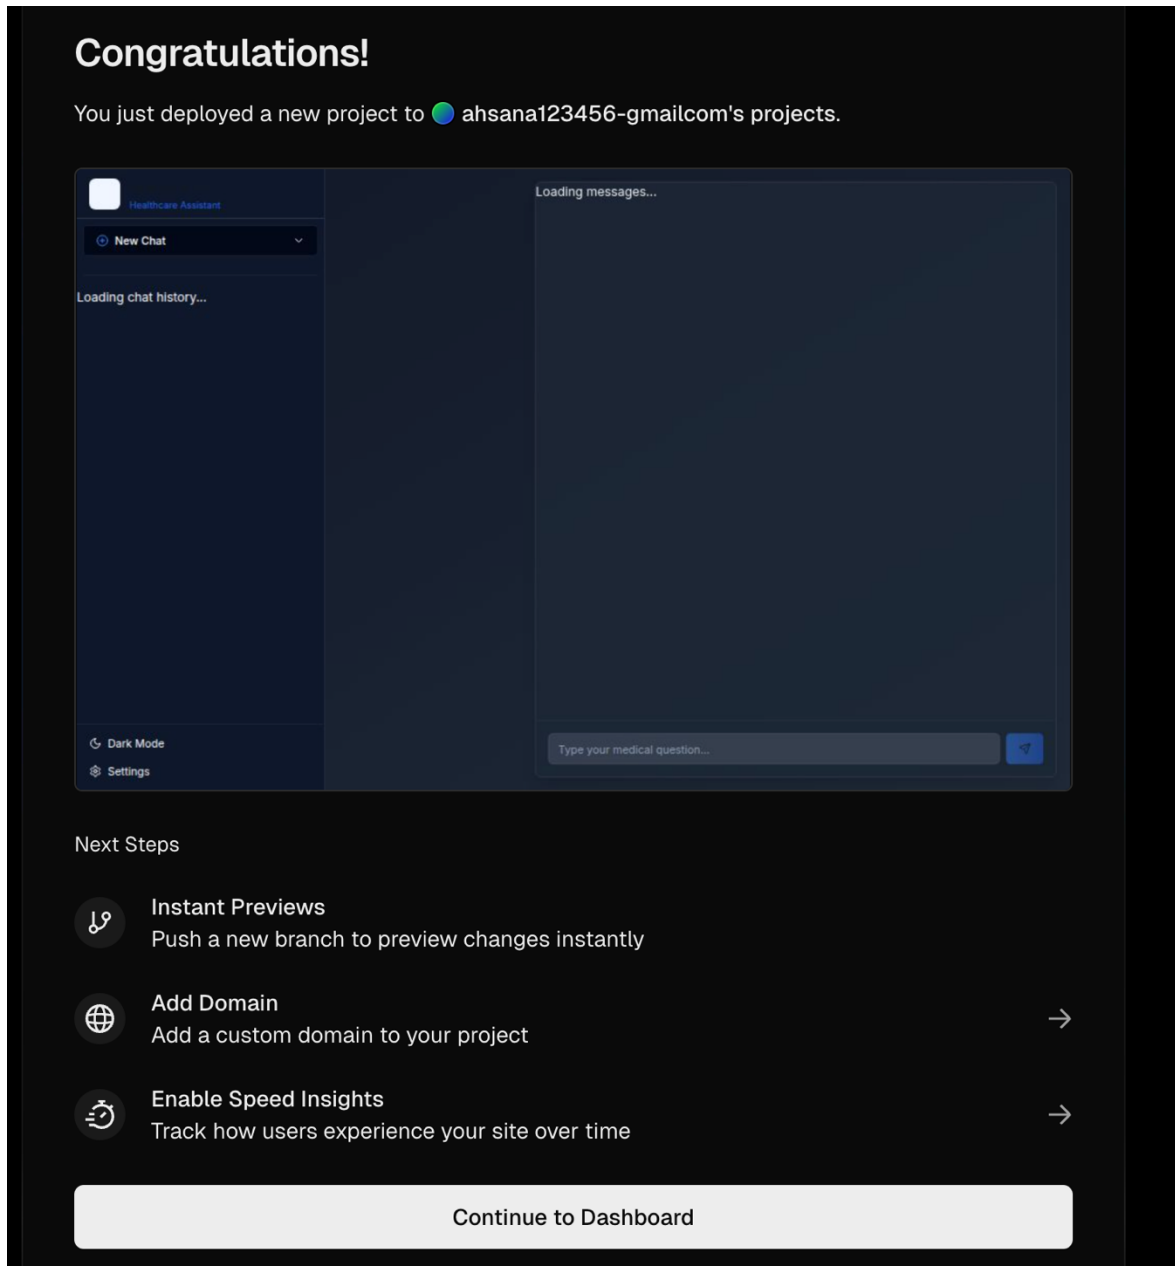 Congratulations!
You just deployed a new project to ahsana123456-gmailcom's projects.
Healthcare Assistant
New Chat
Loading chat history...
Loading messages...
Dark Mode
Settings
Type your medical question...
Next Steps
Instant Previews
Push a new branch to preview changes instantly
Add Domain
Add a custom domain to your project
Enable Speed Insights
Track how users experience your site over time
Continue to Dashboard